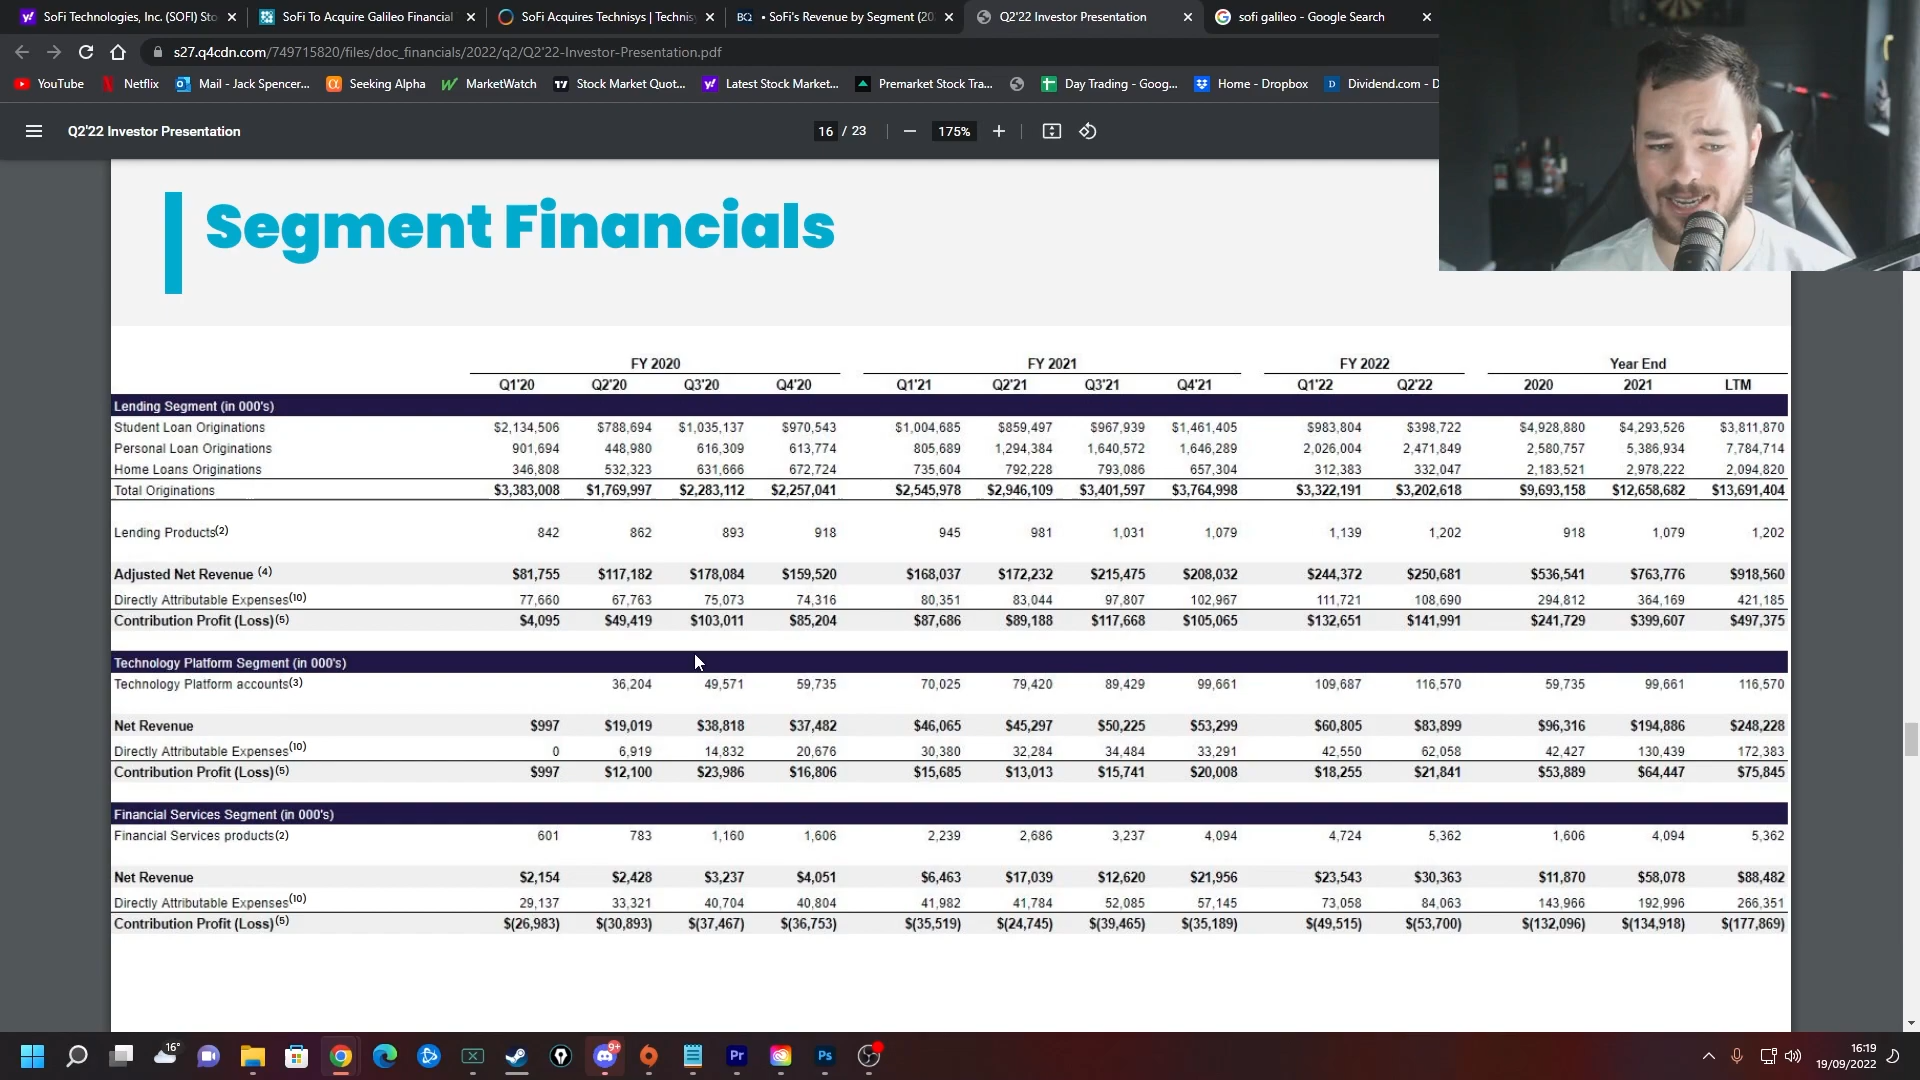 SoFi Technologies, Inc. (SOFI) Sto
SoFi To Acquire Galileo Financial
SoFi Acquires Technisys | Technis
BQ • SoFi's Revenue by Segment (20
Q2'22 Investor Presentation
sofi galileo - Google Search
s27.q4cdn.com/749715820/files/doc_financials/2022/q2/Q2'22-Investor-Presentation.pdf
YouTube Netflix Mail - Jack Spencer... Seeking Alpha MarketWatch Stock Market Quot... Latest Stock Market... Premarket Stock Tra... Day Trading - Goog... Home - Dropbox Dividend.com - D
Q2'22 Investor Presentation 16 / 23 175%
Segment Financials
FY 2020 FY 2021 FY 2022 Year End
Q1'20 Q2'20 Q3'20 Q4'20 Q1'21 Q2'21 Q3'21 Q4'21 Q1'22 Q2'22 2020 2021 LTM
Lending Segment (in 000's)
Student Loan Originations $2,134,506 $788,694 $1,035,137 $970,543 $1,004,685 $859,497 $967,939 $1,461,405 $983,804 $398,722 $4,928,880 $4,293,526 $3,811,870
Personal Loan Originations 901,694 448,980 616,309 613,774 805,689 1,294,384 1,640,572 1,646,289 2,026,004 2,471,849 2,580,757 5,386,934 7,784,714
Home Loans Originations 346,808 532,323 631,666 672,724 735,604 792,228 793,086 657,304 312,383 332,047 2,183,521 2,978,222 2,094,820
Total Originations $3,383,008 $1,769,997 $2,283,112 $2,257,041 $2,545,978 $2,946,109 $3,401,597 $3,764,998 $3,322,191 $3,202,618 $9,693,158 $12,658,682 $13,691,404
Lending Products(2) 842 862 893 918 945 981 1,031 1,079 1,139 1,202 918 1,079 1,202
Adjusted Net Revenue (4) $81,755 $117,182 $178,084 $159,520 $168,037 $172,232 $215,475 $208,032 $244,372 $250,681 $536,541 $763,776 $918,560
Directly Attributable Expenses(10) 77,660 67,763 75,073 74,316 80,351 83,044 97,807 102,967 111,721 108,690 294,812 364,169 421,185
Contribution Profit (Loss)(5) $4,095 $49,419 $103,011 $85,204 $87,686 $89,188 $117,668 $105,065 $132,651 $141,991 $241,729 $399,607 $497,375
Technology Platform Segment (in 000's)
Technology Platform accounts(3) 36,204 49,571 59,735 70,025 79,420 89,429 99,661 109,687 116,570 59,735 99,661 116,570
Net Revenue $997 $19,019 $38,818 $37,482 $46,065 $45,297 $50,225 $53,299 $60,805 $83,899 $96,316 $194,886 $248,228
Directly Attributable Expenses(10) 0 6,919 14,832 20,676 30,380 32,284 34,484 33,291 42,550 62,058 42,427 130,439 172,383
Contribution Profit (Loss)(5) $997 $12,100 $23,986 $16,806 $15,685 $13,013 $15,741 $20,008 $18,255 $21,841 $53,889 $64,447 $75,845
Financial Services Segment (in 000's)
Financial Services products(2) 601 783 1,160 1,606 2,239 2,686 3,237 4,094 4,724 5,362 1,606 4,094 5,362
Net Revenue $2,154 $2,428 $3,237 $4,051 $6,463 $17,039 $12,620 $21,956 $23,543 $30,363 $11,870 $58,078 $88,482
Directly Attributable Expenses(10) 29,137 33,321 40,704 40,804 41,982 41,784 52,085 57,145 73,058 84,063 143,966 192,996 266,351
Contribution Profit (Loss)(5) $(26,983) $(30,893) $(37,467) $(36,753) $(35,519) $(24,745) $(39,465) $(35,189) $(49,515) $(53,700) $(132,096) $(134,918) $(177,869)
16° 9+ Pr Ps
16:19
19/09/2022